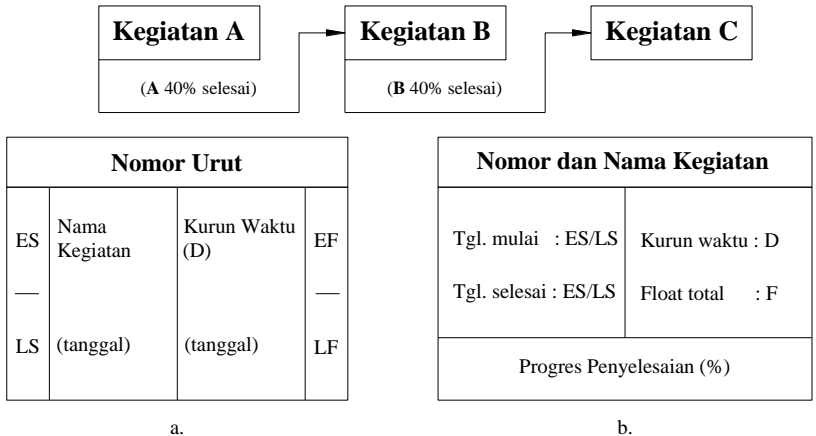 Kegiatan A
Kegiatan B
Kegiatan C
(A 40% selesai)
(B 40% selesai)
Nomor Urut
ES
Nama
Kegiatan
Kurun Waktu
(D)
EF
LS
(tanggal)
(tanggal)
LF
a.
Nomor dan Nama Kegiatan
Tgl. mulai : ES/LS
Kurun waktu : D
Tgl. selesai : ES/LS
Float total : F
Progres Penyelesaian (%)
b.